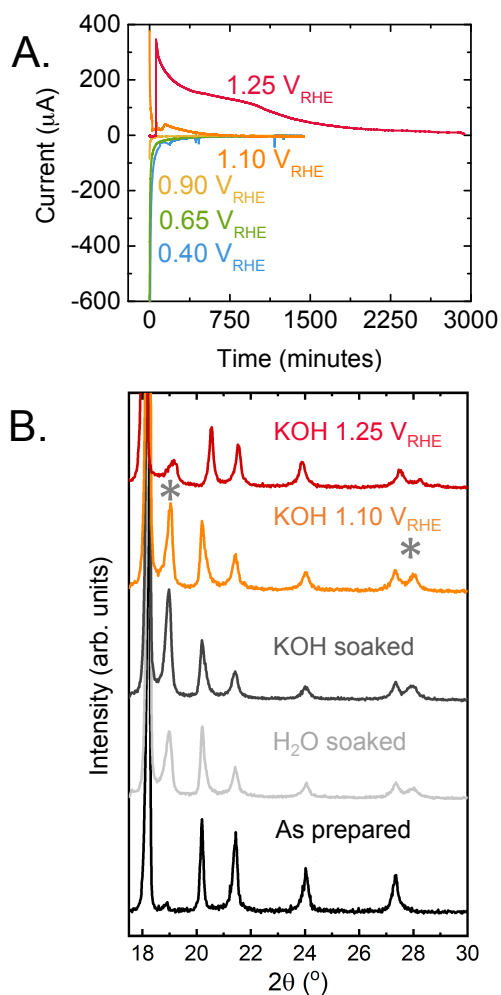 A.
400
200
0
-200
-400
-600
Current (μA)
1.25 V_RHE
1.10 V_RHE
0.90 V_RHE
0.65 V_RHE
0.40 V_RHE
0 750 1500 2250 3000
Time (minutes)
B.
KOH 1.25 V_RHE
*
KOH 1.10 V_RHE
*
KOH soaked
H₂O soaked
As prepared
Intensity (arb. units)
18 20 22 24 26 28 30
2θ (°)